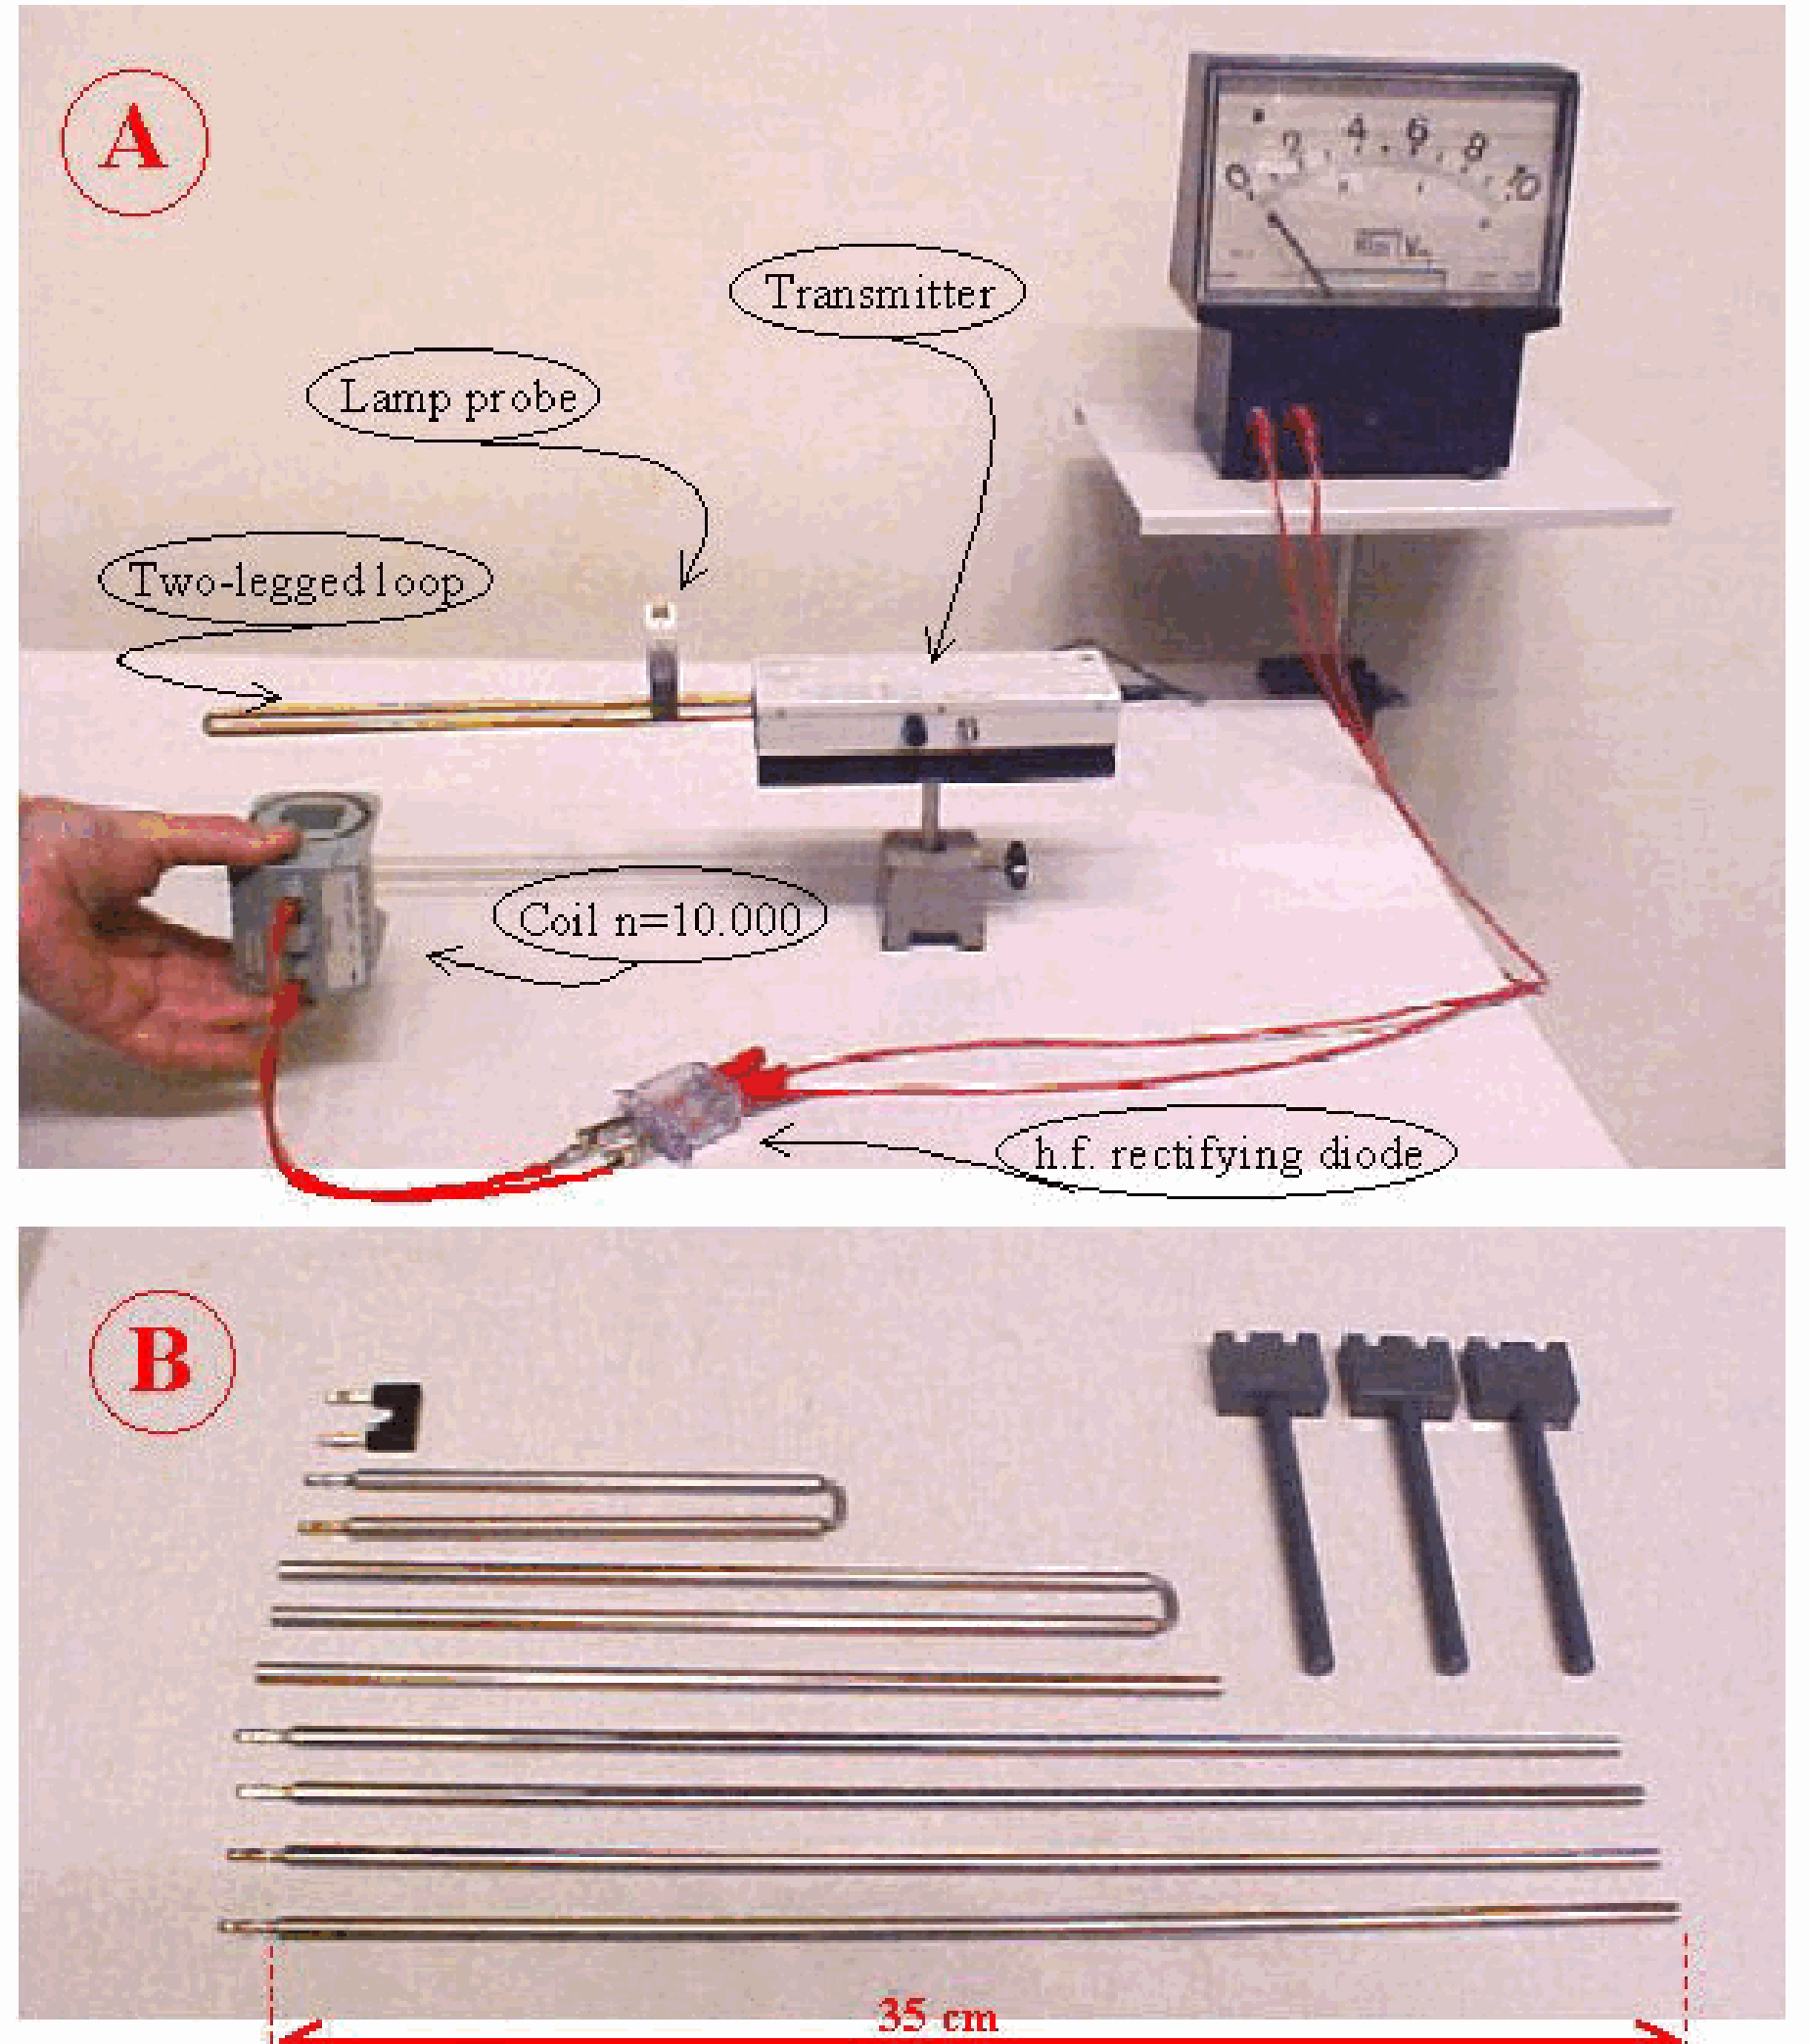 A
0 2 4 6 8 10
Transmitter
Lamp probe
Two-legged loop
Coil n=10.000
h.f. rectifying diode
B
35 cm